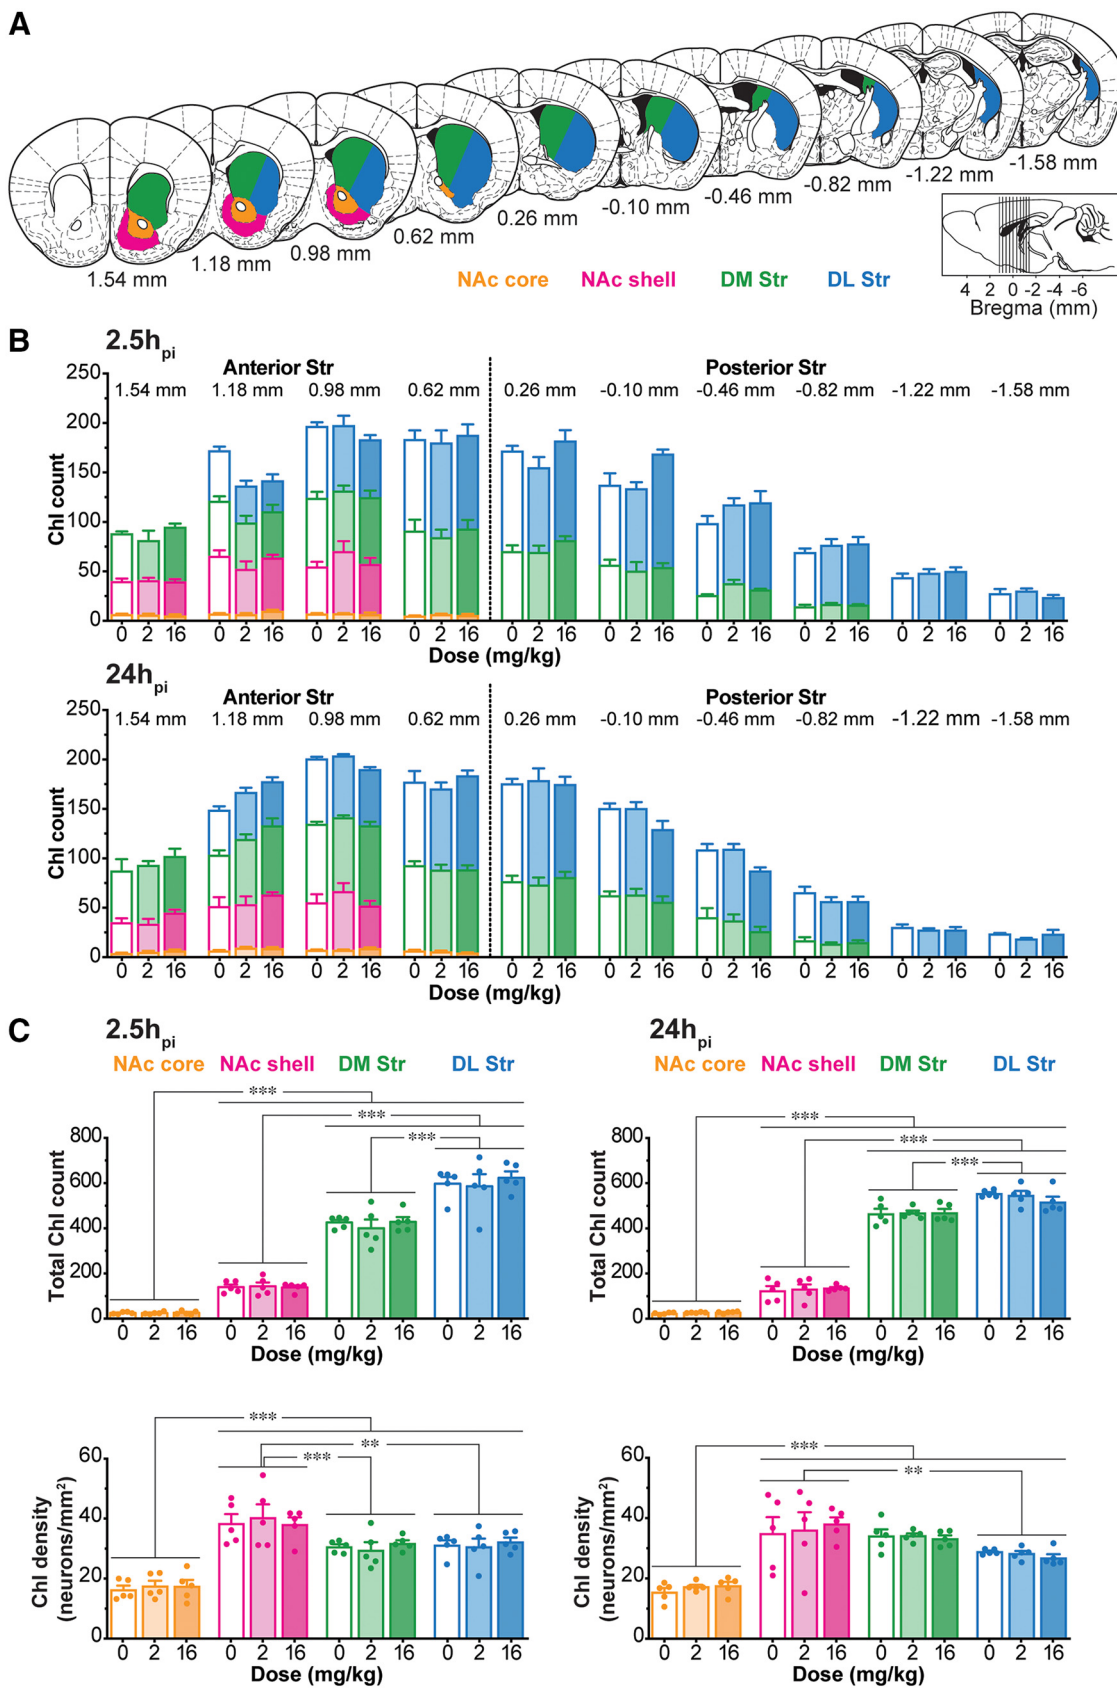 A
1.54 mm
1.18 mm
0.98 mm
0.62 mm
0.26 mm
-0.10 mm
-0.46 mm
-0.82 mm
-1.22 mm
-1.58 mm
NAc core NAc shell DM Str DL Str
4 2 0 -2 -4 -6
Bregma (mm)
B
2.5hpi
Anterior Str Posterior Str
1.54 mm 1.18 mm 0.98 mm 0.62 mm 0.26 mm -0.10 mm -0.46 mm -0.82 mm -1.22 mm -1.58 mm
ChI count
250
200
150
100
50
0
0 2 16 0 2 16 0 2 16 0 2 16 0 2 16 0 2 16 0 2 16 0 2 16 0 2 16 0 2 16
Dose (mg/kg) Dose (mg/kg)
24hpi
Anterior Str Posterior Str
1.54 mm 1.18 mm 0.98 mm 0.62 mm 0.26 mm -0.10 mm -0.46 mm -0.82 mm -1.22 mm -1.58 mm
ChI count
250
200
150
100
50
0
0 2 16 0 2 16 0 2 16 0 2 16 0 2 16 0 2 16 0 2 16 0 2 16 0 2 16 0 2 16
Dose (mg/kg) Dose (mg/kg)
C
2.5hpi
NAc core NAc shell DM Str DL Str
***
***
***
Total ChI count
800
600
400
200
0
0 2 16 0 2 16 0 2 16 0 2 16
Dose (mg/kg)
24hpi
NAc core NAc shell DM Str DL Str
***
***
***
Total ChI count
800
600
400
200
0
0 2 16 0 2 16 0 2 16 0 2 16
Dose (mg/kg)
***
**
***
ChI density
(neurons/mm²)
60
40
20
0
0 2 16 0 2 16 0 2 16 0 2 16
Dose (mg/kg)
***
**
ChI density
(neurons/mm²)
60
40
20
0
0 2 16 0 2 16 0 2 16 0 2 16
Dose (mg/kg)